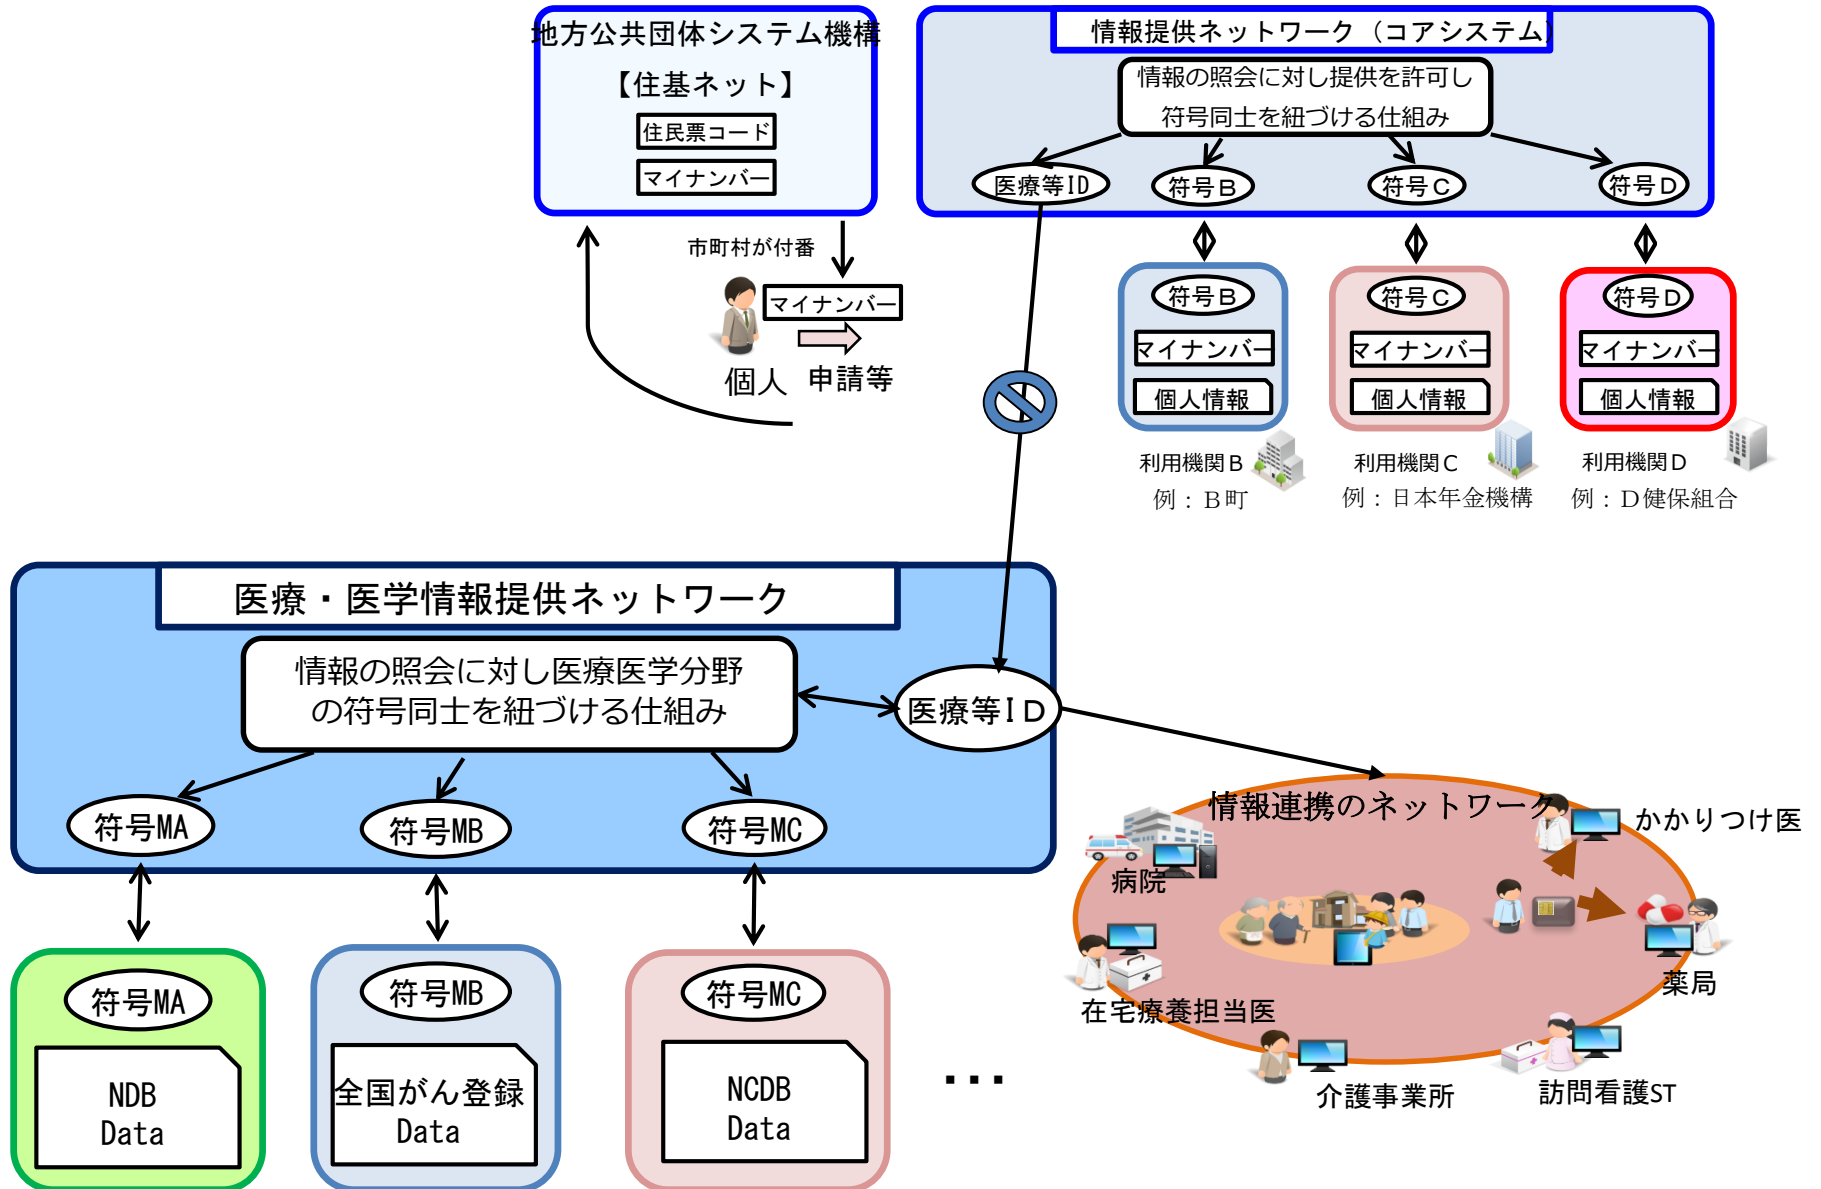 地方公共団体システム機構
【住基ネット】
住民票コード
マイナンバー
市町村が付番
マイナンバー
個人
申請等
情報提供ネットワーク（コアシステム）
情報の照会に対し提供を許可し
符号同士を紐づける仕組み
医療等ID
符号Ｂ
符号Ｃ
符号Ｄ
符号Ｂ
マイナンバー
個人情報
利用機関Ｂ
例：Ｂ町
符号Ｃ
マイナンバー
個人情報
利用機関Ｃ
例：日本年金機構
符号Ｄ
マイナンバー
個人情報
利用機関Ｄ
例：Ｄ健保組合
医療・医学情報提供ネットワーク
情報の照会に対し医療医学分野
の符号同士を紐づける仕組み
医療等ＩＤ
符号MA
符号MB
符号MC
符号MA
NDB
Data
符号MB
全国がん登録
Data
符号MC
NCDB
Data
...
情報連携のネットワーク
かかりつけ医
病院
薬局
在宅療養担当医
介護事業所
訪問看護ST